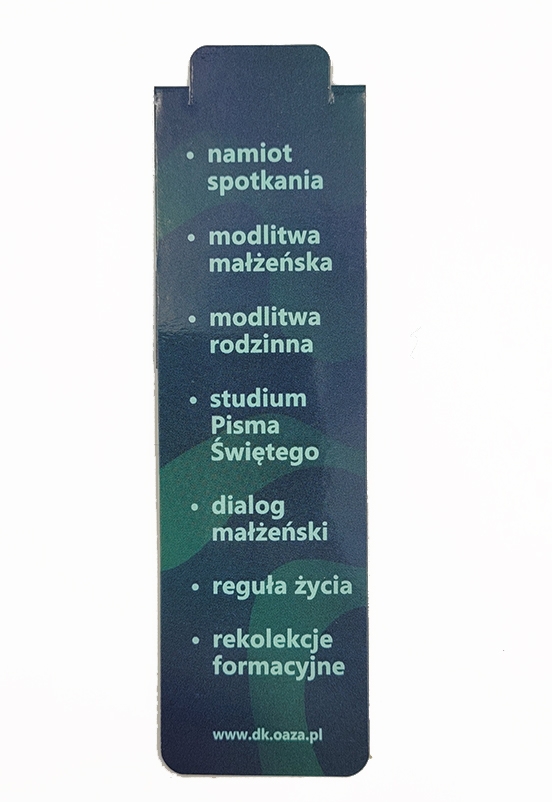 • namiot
spotkania
• modlitwa
małżeńska
• modlitwa
rodzinna
• studium
Pisma
Świętego
• dialog
małżeński
• reguła życia
• rekolekcje
formacyjne
www.dk.oaza.pl